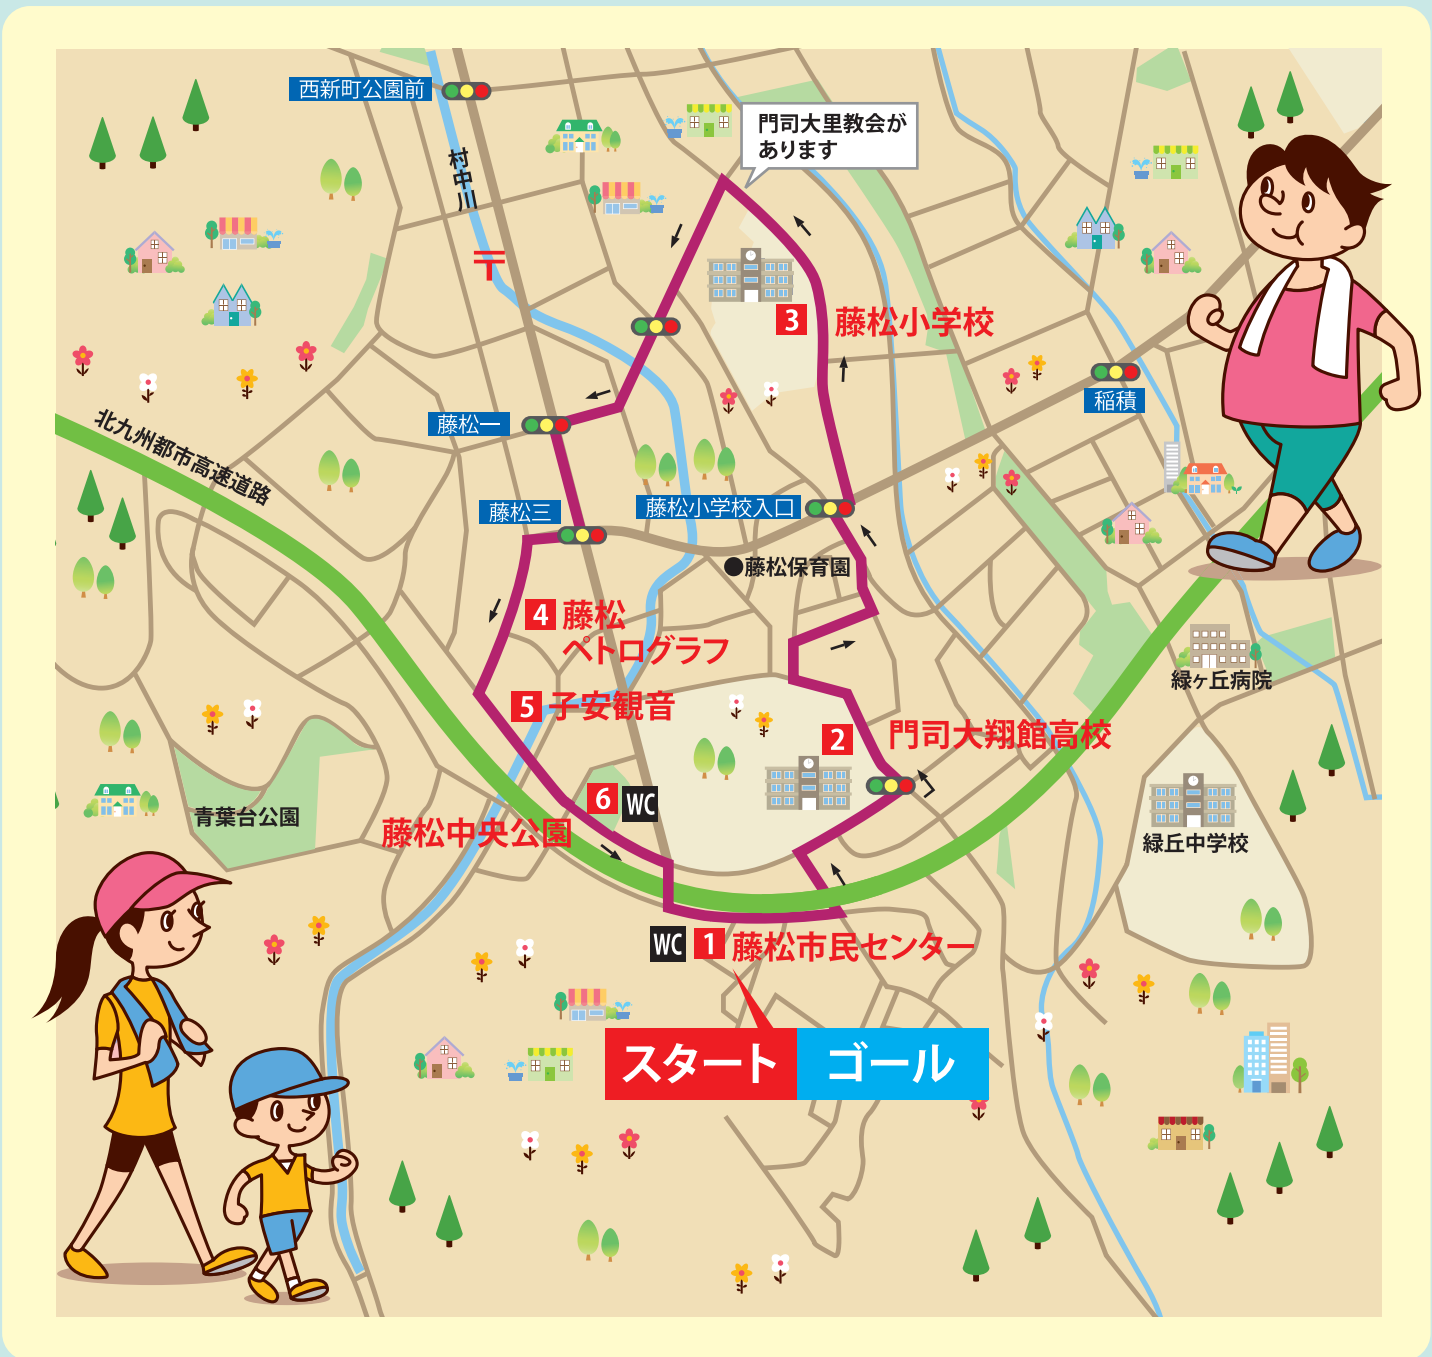 西新町公園前
門司大里教会が
あります
村中川
〒
3 藤松小学校
稲積
藤松一
北九州都市高速道路
藤松三
藤松小学校入口
●藤松保育園
4 藤松
ペトログラフ
緑ヶ丘病院
5 子安観音
2
門司大翔館高校
6 WC
青葉台公園
藤松中央公園
緑丘中学校
WC 1 藤松市民センター
スタート ゴール